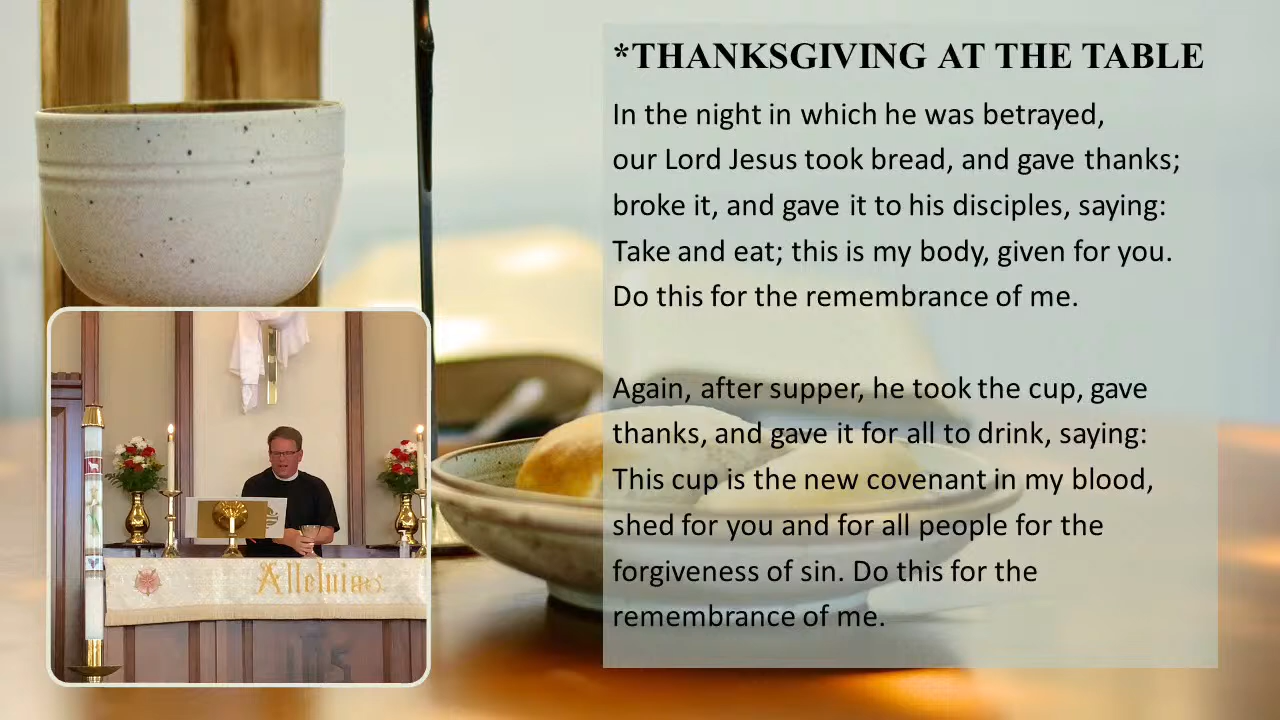 *THANKSGIVING AT THE TABLE
In the night in which he was betrayed,
our Lord Jesus took bread, and gave thanks;
broke it, and gave it to his disciples, saying:
Take and eat; this is my body, given for you.
Do this for the remembrance of me.
Again, after supper, he took the cup, gave
thanks, and gave it for all to drink, saying:
This cup is the new covenant in my blood,
shed for you and for all people for the
forgiveness of sin. Do this for the
remembrance of me.
Alleluia
IHS